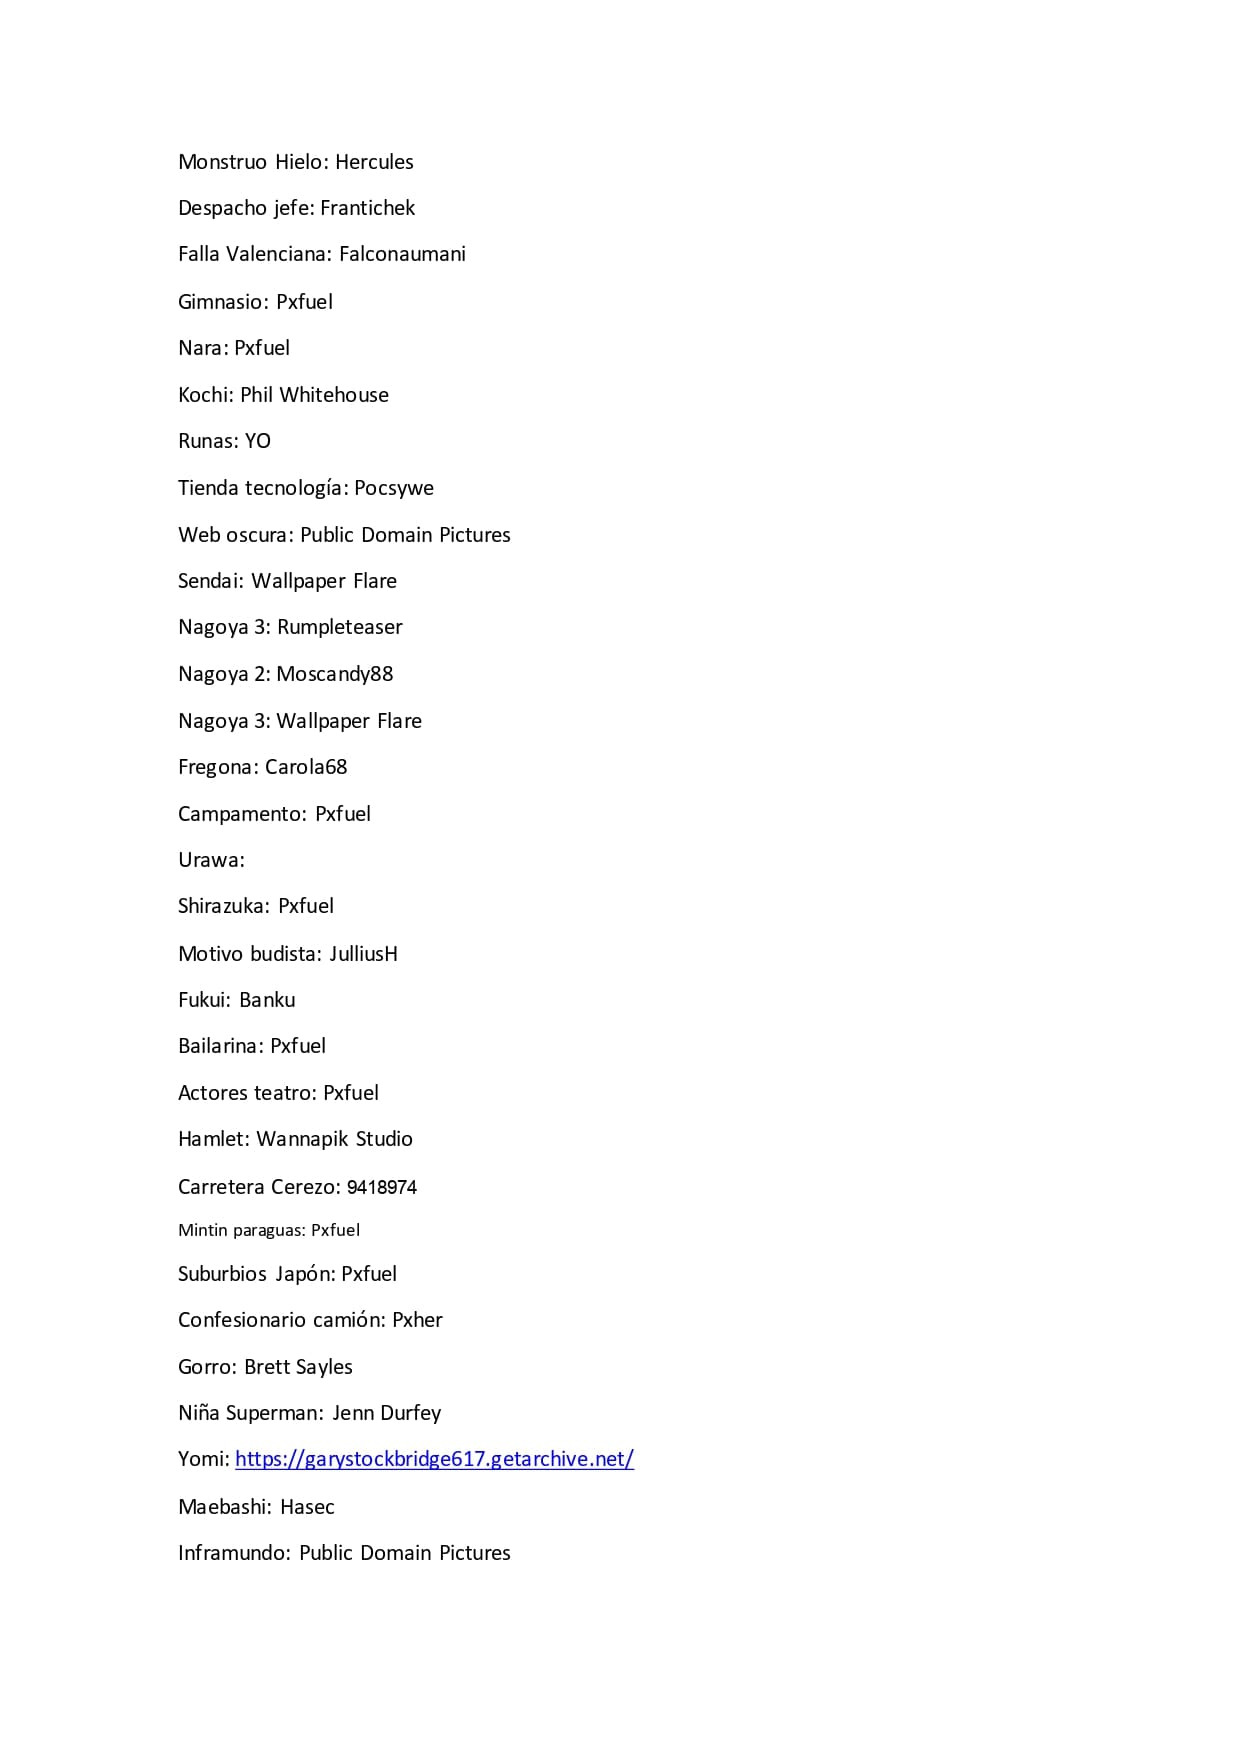 Monstruo Hielo: Hercules
Despacho jefe: Frantichek
Falla Valenciana: Falconaumani
Gimnasio: Pxfuel
Nara: Pxfuel
Kochi: Phil Whitehouse
Runas: YO
Tienda tecnología: Pocsywe
Web oscura: Public Domain Pictures
Sendai: Wallpaper Flare
Nagoya 3: Rumpleteaser
Nagoya 2: Moscandy88
Nagoya 3: Wallpaper Flare
Fregona: Carola68
Campamento: Pxfuel
Urawa:
Shirazuka: Pxfuel
Motivo budista: JulliusH
Fukui: Banku
Bailarina: Pxfuel
Actores teatro: Pxfuel
Hamlet: Wannapik Studio
Carretera Cerezo: 9418974
Mintin paraguas: Pxfuel
Suburbios Japón: Pxfuel
Confesionario camión: Pxher
Gorro: Brett Sayles
Niña Superman: Jenn Durfey
Yomi: https://garystockbridge617.getarchive.net/
Maebashi: Hasec
Inframundo: Public Domain Pictures